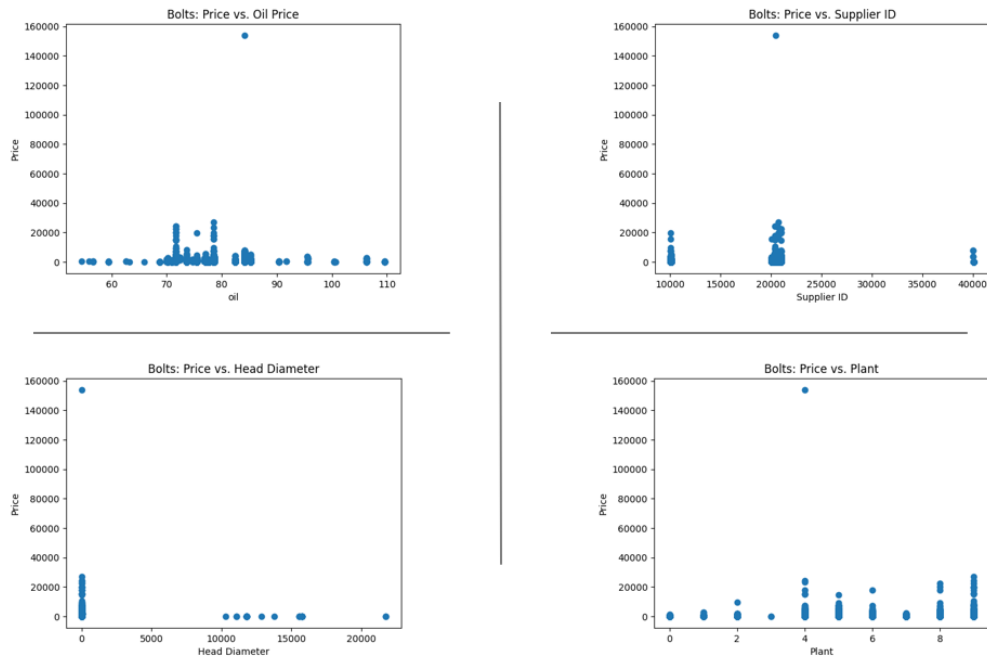 Bolts: Price vs. Oil Price
160000
140000
120000
100000
80000
60000
40000
20000
0
Price
60 70 80 90 100 110
oil
Bolts: Price vs. Supplier ID
160000
140000
120000
100000
80000
60000
40000
20000
0
Price
10000 15000 20000 25000 30000 35000 40000
Supplier ID
Bolts: Price vs. Head Diameter
160000
140000
120000
100000
80000
60000
40000
20000
0
Price
0 5000 10000 15000 20000
Head Diameter
Bolts: Price vs. Plant
160000
140000
120000
100000
80000
60000
40000
20000
0
Price
0 2 4 6 8
Plant